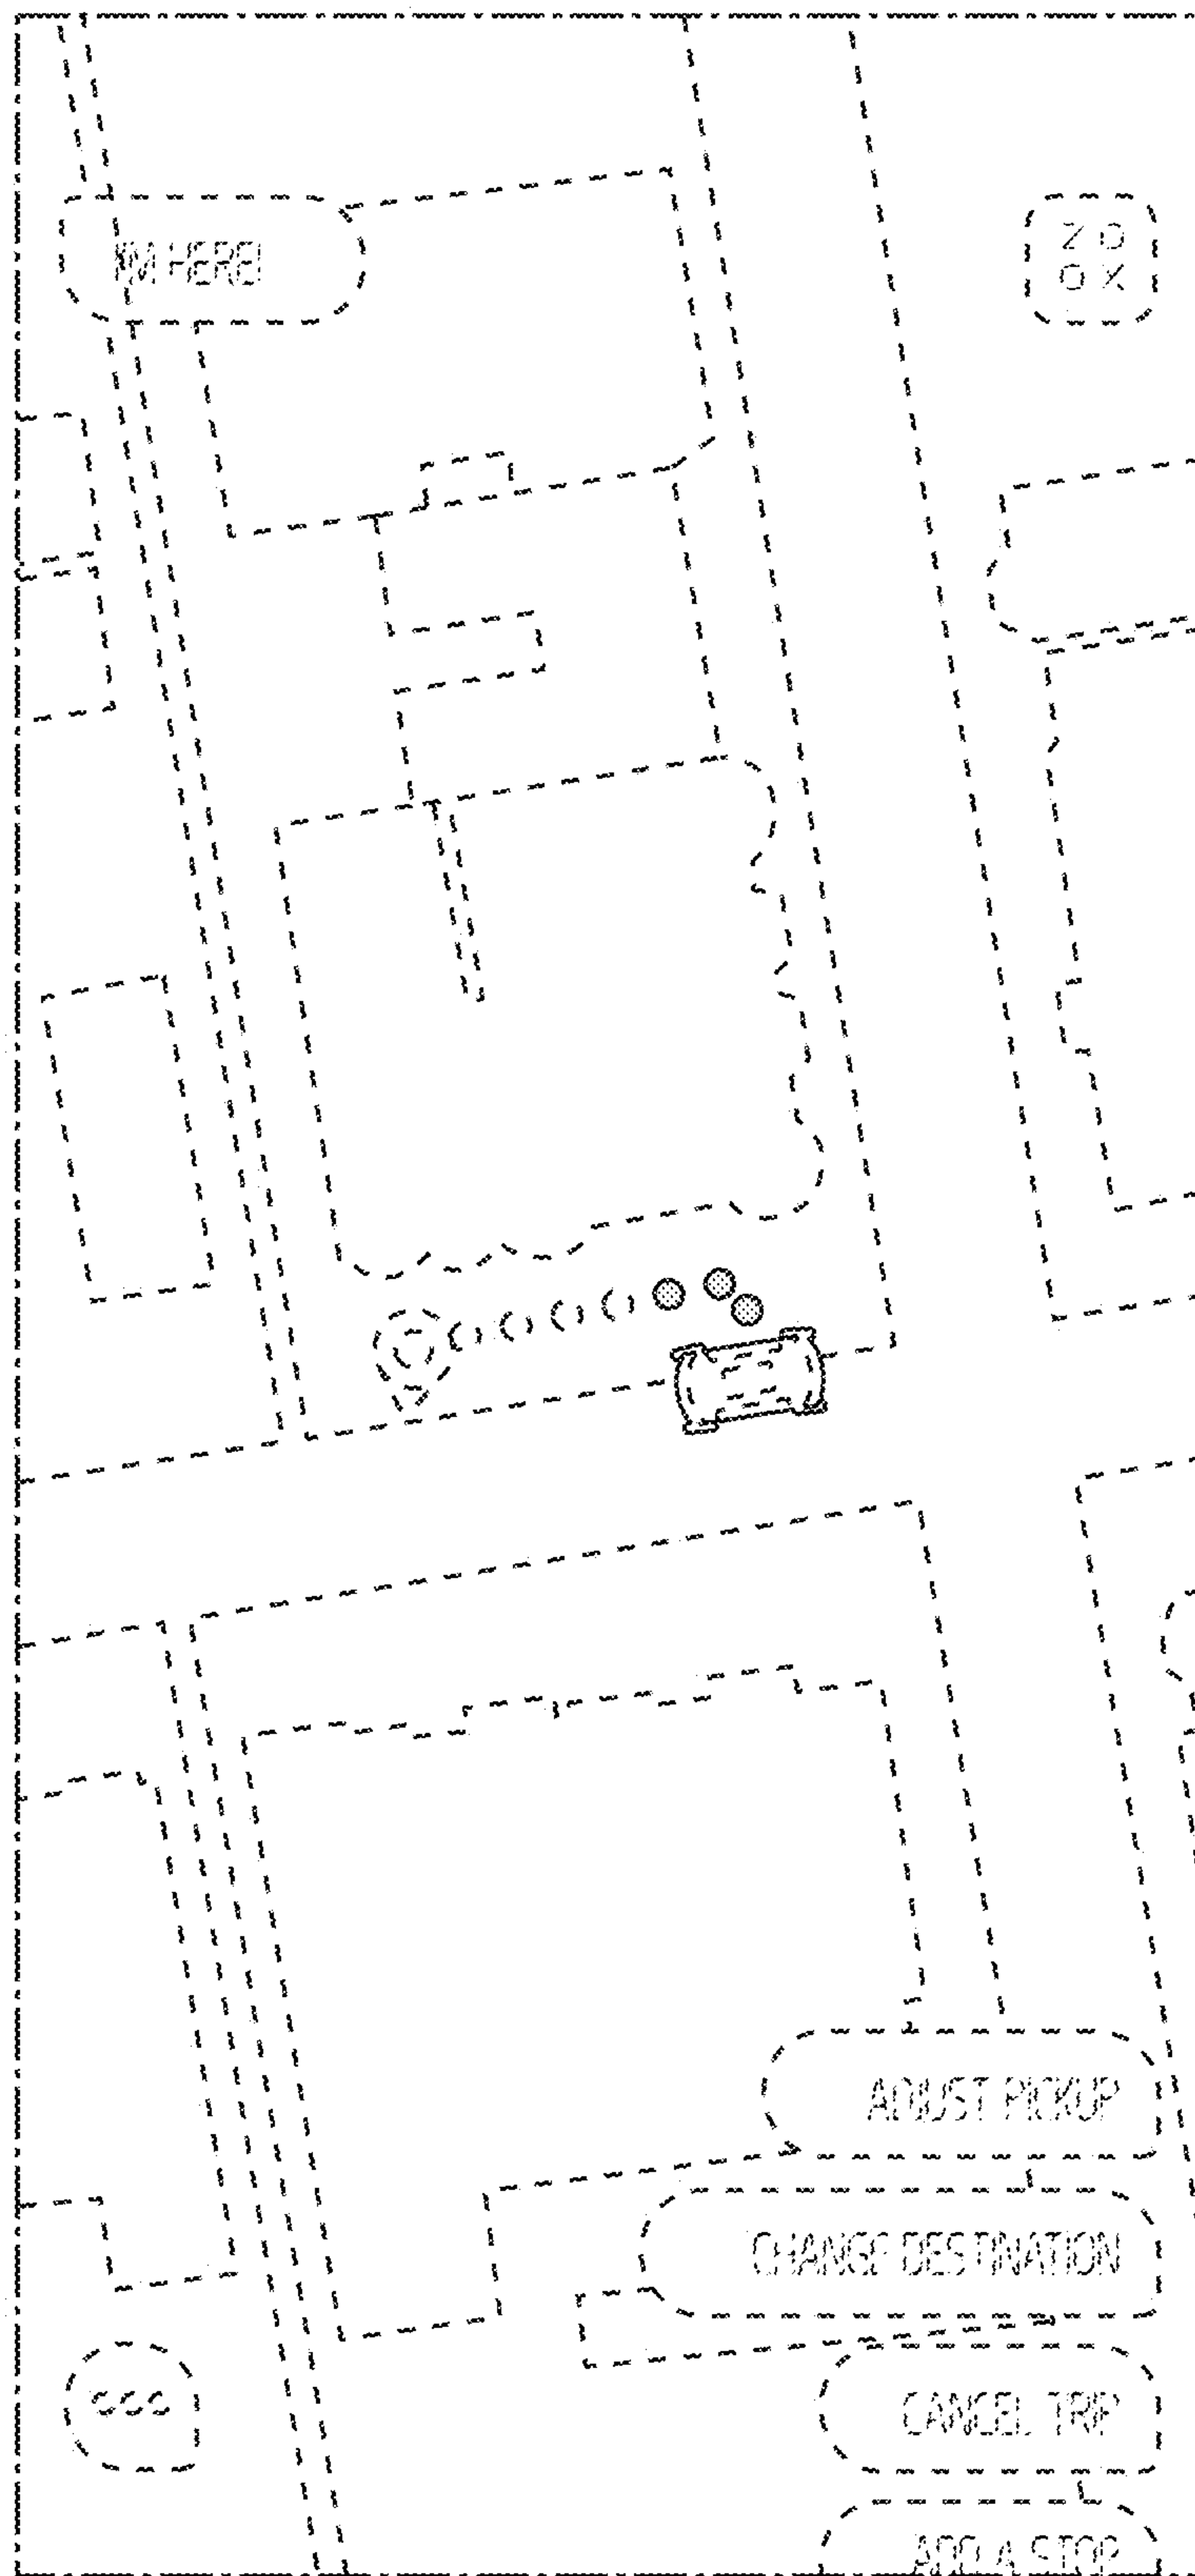 I'M HERE!
Z O
O X
ADJUST PICKUP
CHANGE DESTINATION
CANCEL TRIP
ADD A STOP